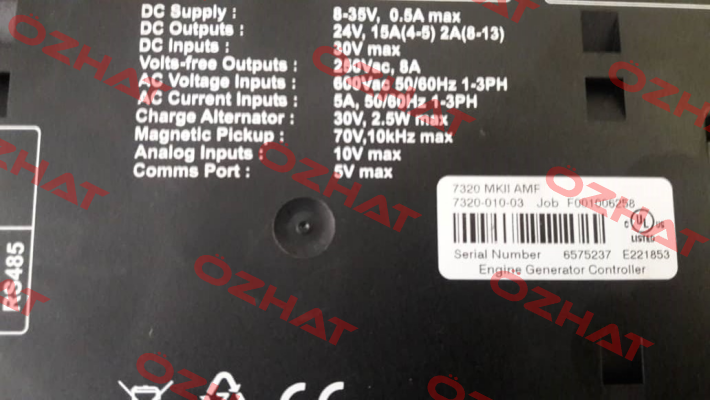 DC Supply : 8-35V, 0.5A max
DC Outputs : 24V, 15A(4-5) 2A(8-13)
DC Inputs : 30V max
Volts-free Outputs : 250Vac, 8A
AC Voltage Inputs : 600Vac 50/60Hz 1-3PH
AC Current Inputs : 5A, 50/60Hz 1-3PH
Charge Alternator : 30V, 2.5W max
Magnetic Pickup : 70V,10kHz max
Analog Inputs : 10V max
Comms Port : 5V max
7320 MKII AMF
7320-010-03 Job F001006258
C UL US
LISTED
Serial Number 6575237 E221853
Engine Generator Controller
RS485
CE
OZHAT
OZHAT
OZHAT
OZHAT
OZHAT
OZHAT
OZHAT
OZHAT
OZHAT